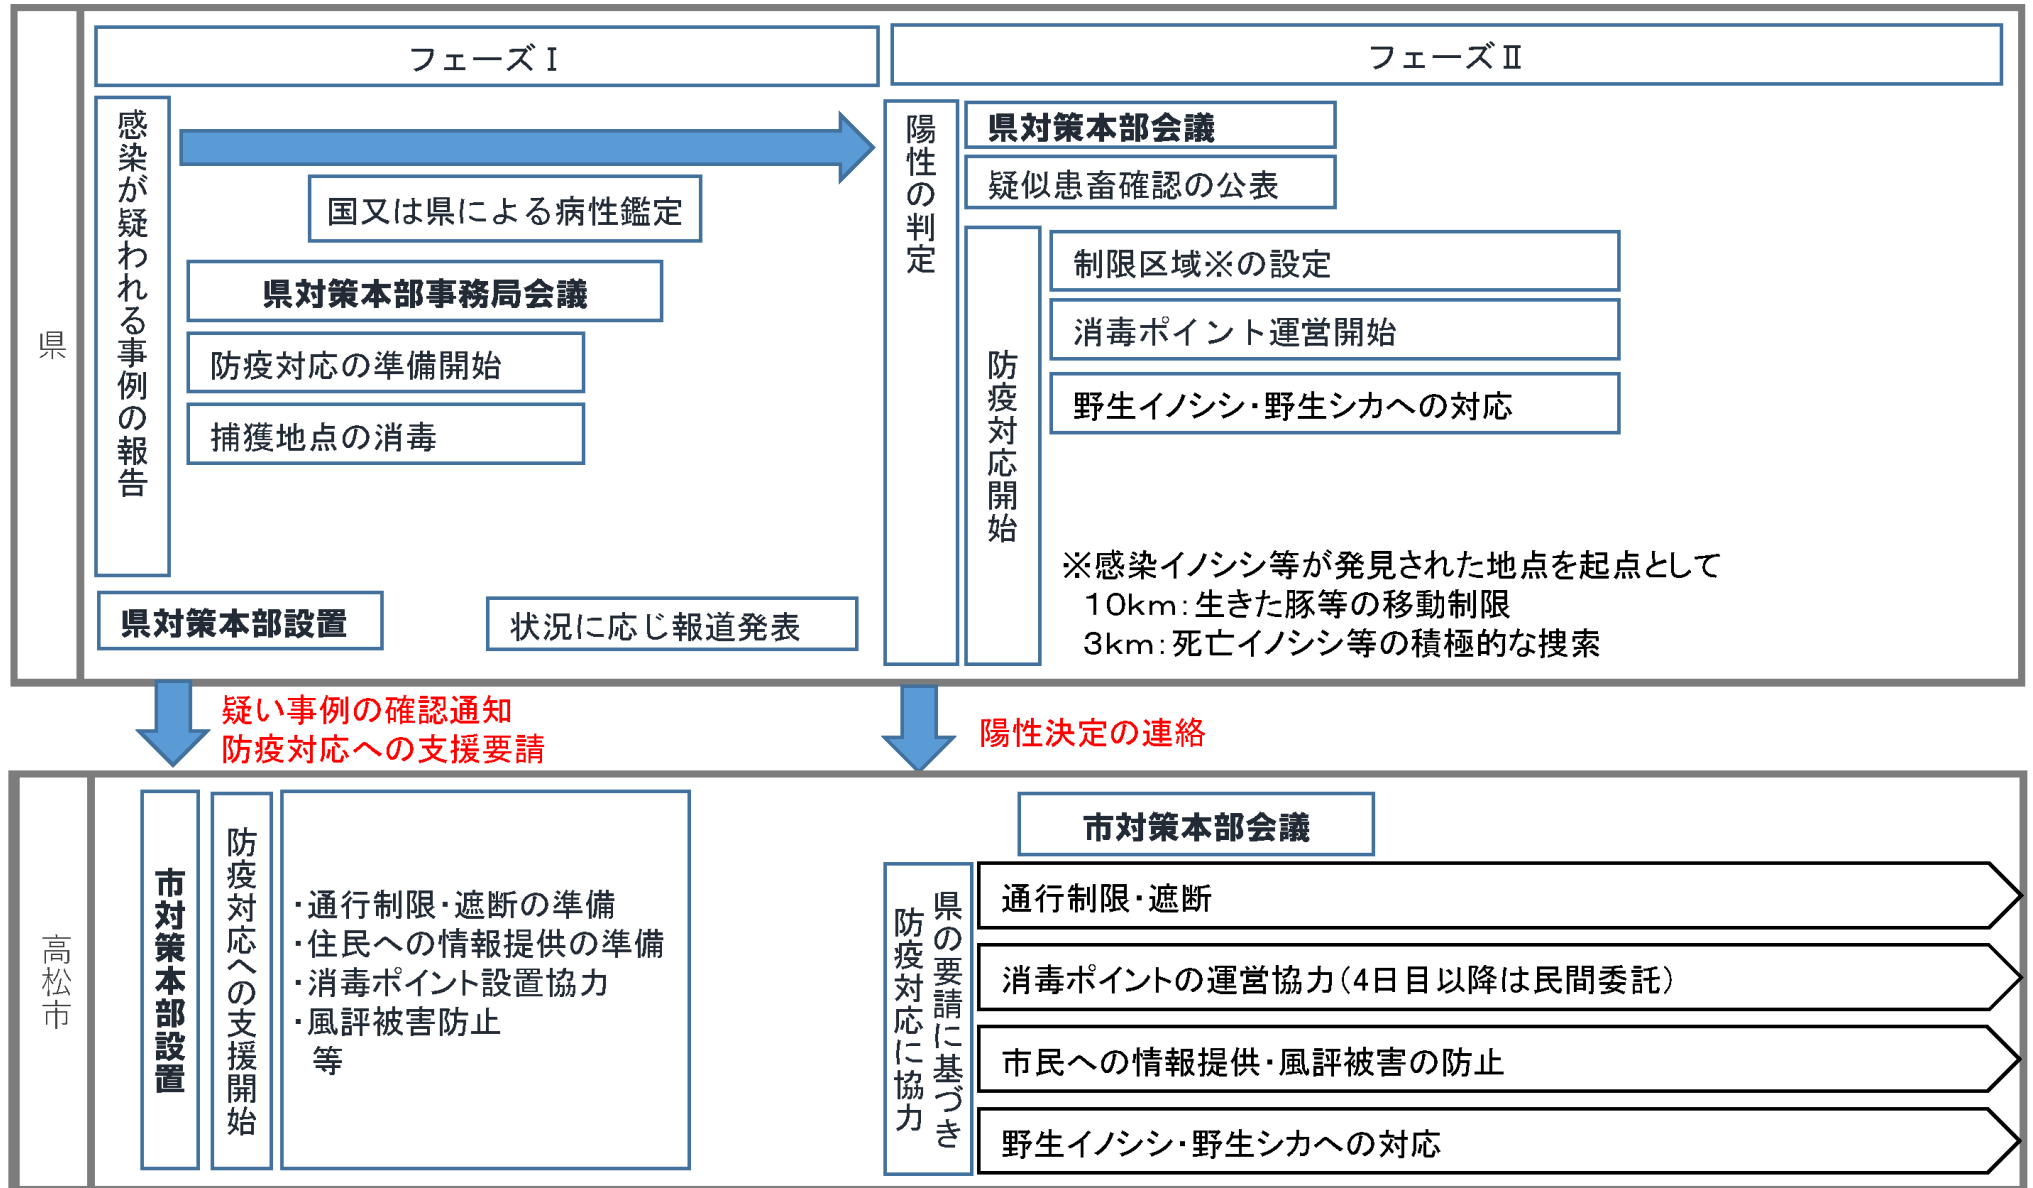 フェーズⅠ
フェーズⅡ
県
感染が疑われる事例の報告
国又は県による病性鑑定
県対策本部事務局会議
防疫対応の準備開始
捕獲地点の消毒
県対策本部設置
状況に応じ報道発表
陽性の判定
県対策本部会議
疑似患畜確認の公表
防疫対応開始
制限区域※の設定
消毒ポイント運営開始
野生イノシシ・野生シカへの対応
※感染イノシシ等が発見された地点を起点として
10km:生きた豚等の移動制限
3km:死亡イノシシ等の積極的な捜索
疑い事例の確認通知
防疫対応への支援要請
陽性決定の連絡
高松市
市対策本部設置
防疫対応への支援開始
・通行制限・遮断の準備
・住民への情報提供の準備
・消毒ポイント設置協力
・風評被害防止
等
市対策本部会議
県の要請に基づき
防疫対応に協力
通行制限・遮断
消毒ポイントの運営協力(4日目以降は民間委託)
市民への情報提供・風評被害の防止
野生イノシシ・野生シカへの対応